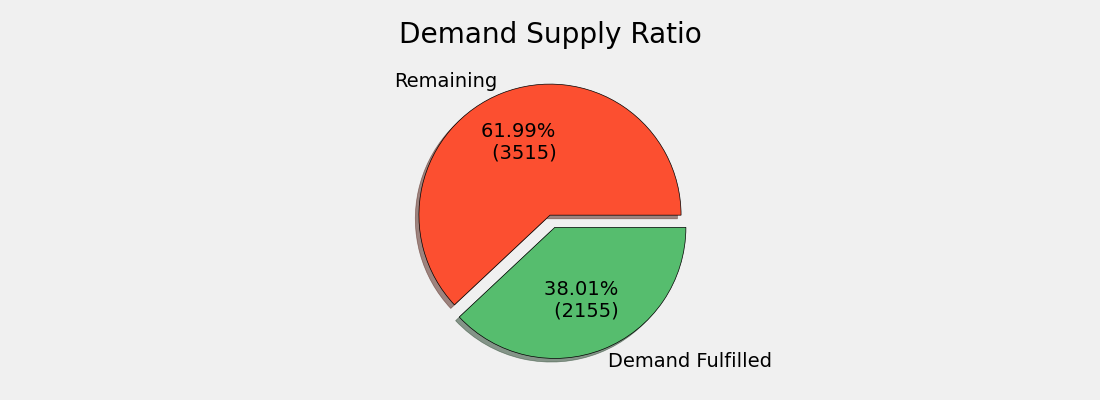 Demand Supply Ratio
Remaining
61.99%
(3515)
38.01%
(2155)
Demand Fulfilled